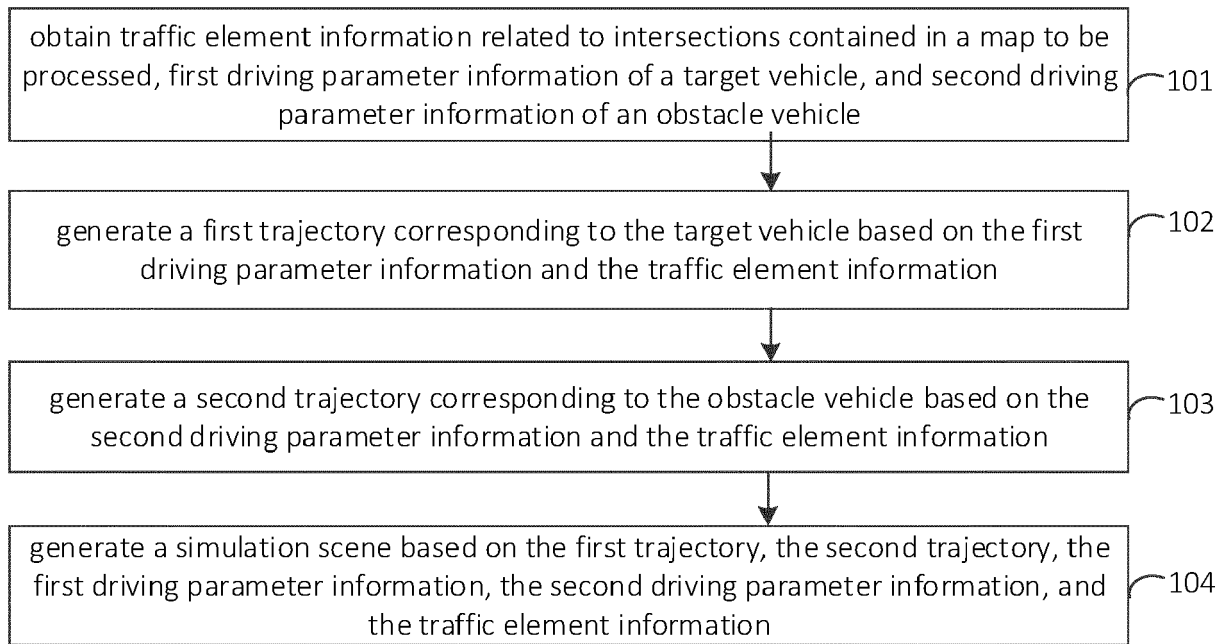 obtain traffic element information related to intersections contained in a map to be
processed, first driving parameter information of a target vehicle, and second driving
parameter information of an obstacle vehicle
101
generate a first trajectory corresponding to the target vehicle based on the first
driving parameter information and the traffic element information
102
generate a second trajectory corresponding to the obstacle vehicle based on the
second driving parameter information and the traffic element information
103
generate a simulation scene based on the first trajectory, the second trajectory, the
first driving parameter information, the second driving parameter information, and
the traffic element information
104